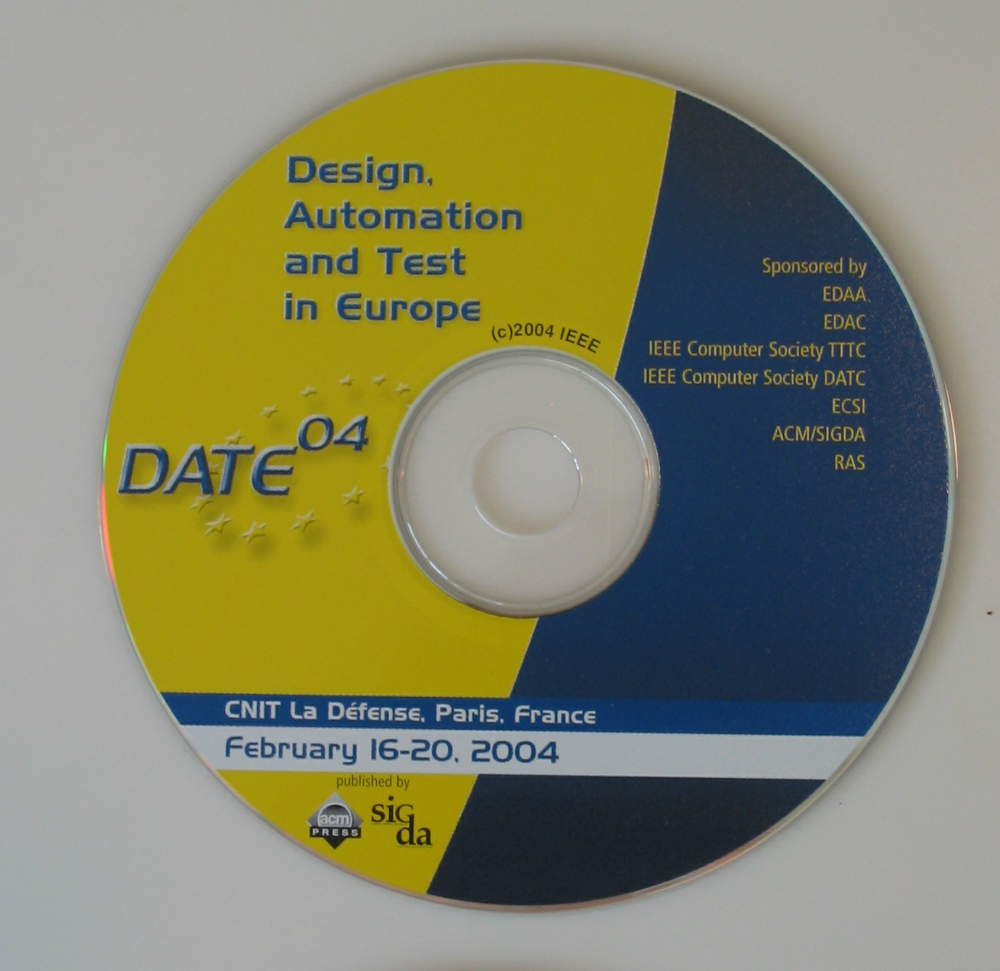 Design,
Automation
and Test
in Europe
(c)2004 IEEE
DATE 04
Sponsored by
EDAA
EDAC
IEEE Computer Society TTTC
IEEE Computer Society DATC
ECSI
ACM/SIGDA
RAS
CNIT La Défense, Paris, France
February 16-20, 2004
published by
acm
PRESS
sigda